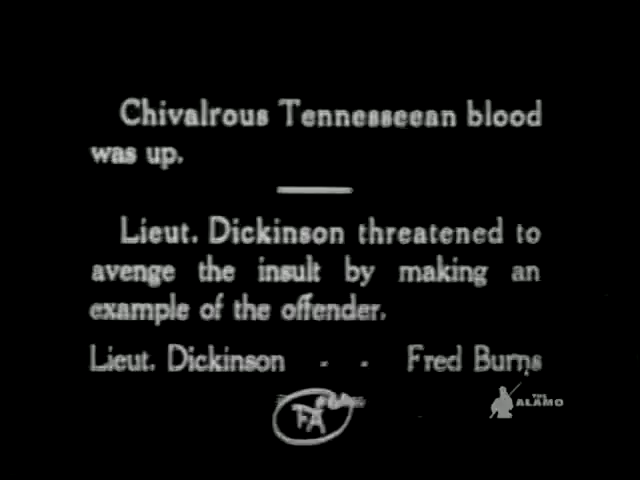 Chivalrous Tennesseean blood
was up.
Lieut. Dickinson threatened to
avenge the insult by making an
example of the offender.
Lieut. Dickinson - - Fred Burns
FA
THE
ALAMO